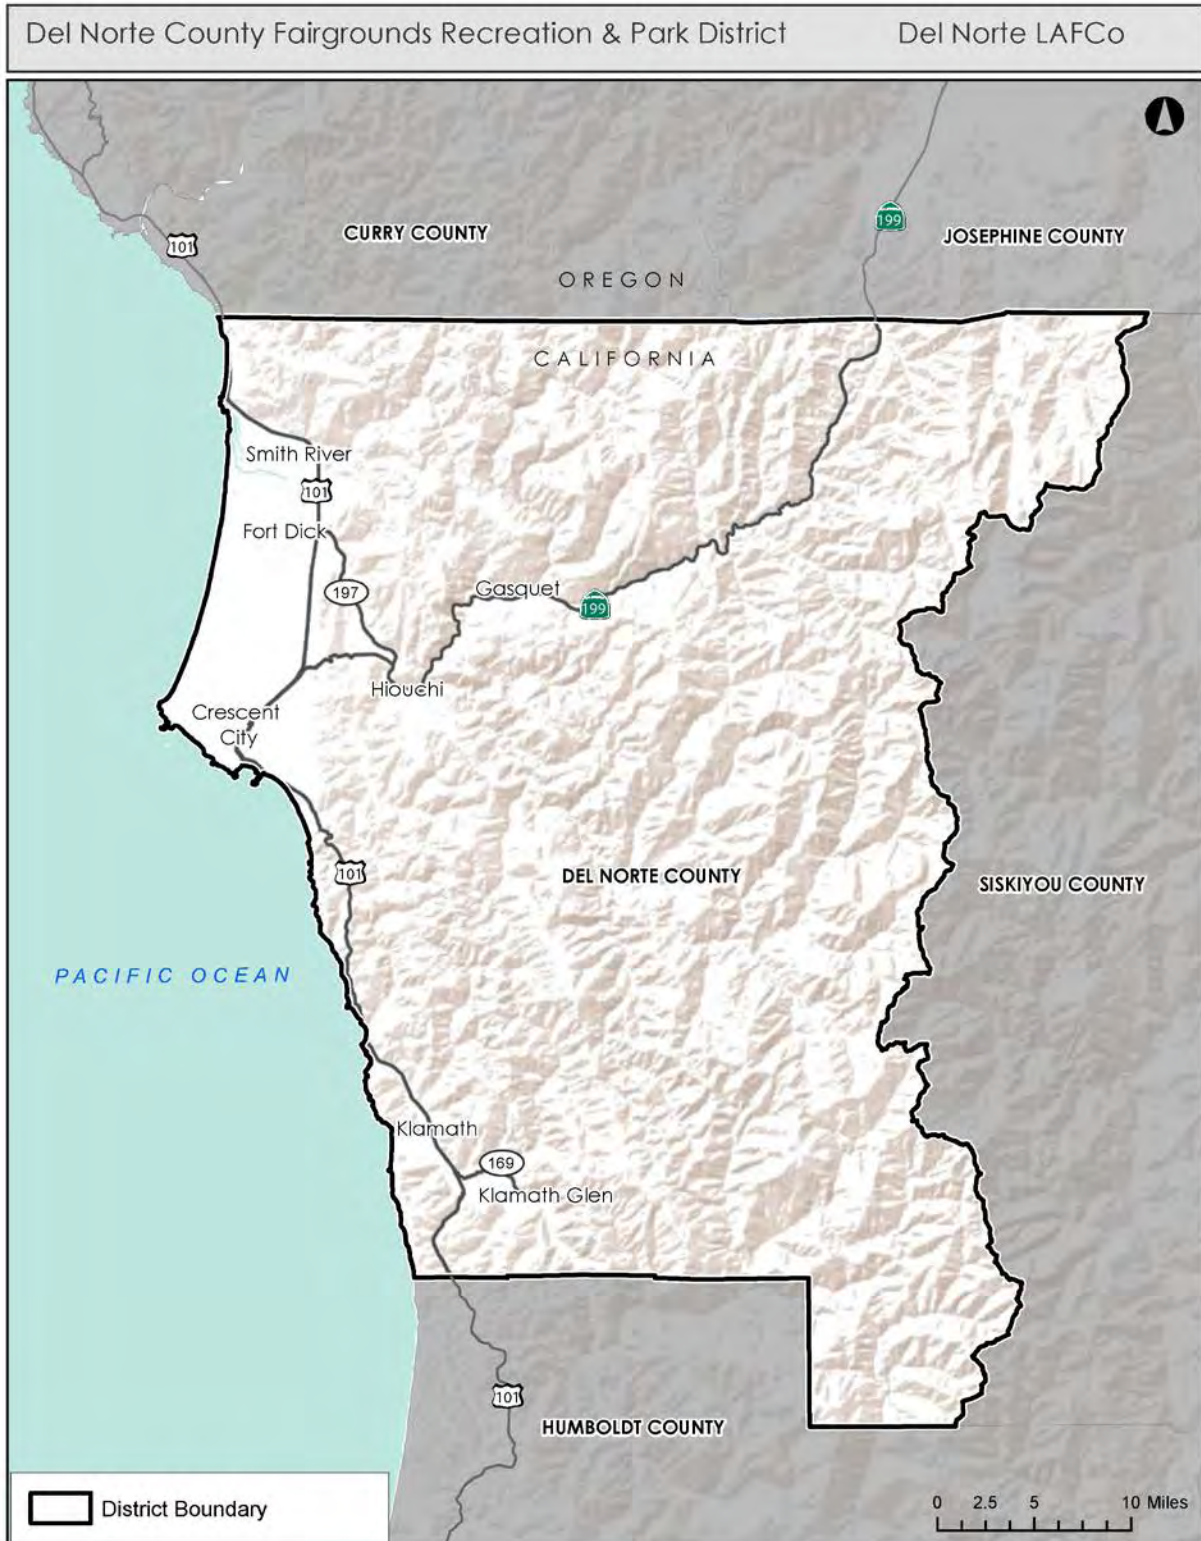 Del Norte County Fairgrounds Recreation & Park District
Del Norte LAFCo
101
CURRY COUNTY
199
JOSEPHINE COUNTY
OREGON
CALIFORNIA
Smith River
101
Fort Dick
197
Gasquet
199
Hiouchi
Crescent
City
101
DEL NORTE COUNTY
SISKIYOU COUNTY
PACIFIC OCEAN
Klamath
169
Klamath Glen
101
HUMBOLDT COUNTY
District Boundary
0 2.5 5 10 Miles